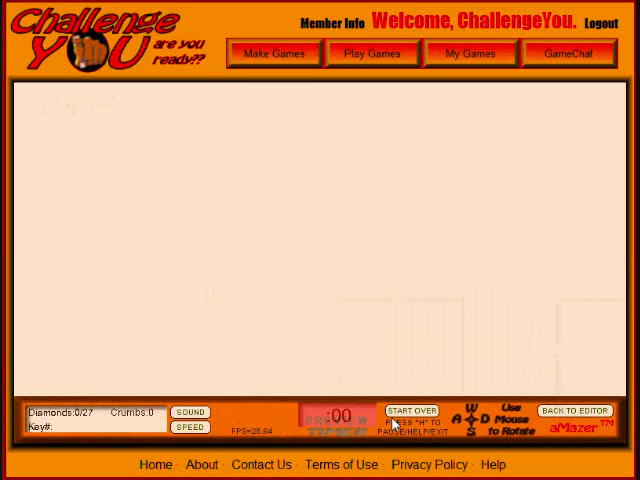 Challenge
YOU are you
ready??
Member Info Welcome, ChallengeYou. Logout
Make Games Play Games My Games GameChat
Diamonds:0/27 Crumbs:0
Key#:
SOUND
SPEED
FPS=25.64
:00
PREVIEW
TIMER
START OVER
PRESS "H" TO
PAUSE/HELP/EXIT
W
A D
S
Use
Mouse
to Rotate
BACK TO EDITOR
aMazer™
Home · About · Contact Us · Terms of Use · Privacy Policy · Help